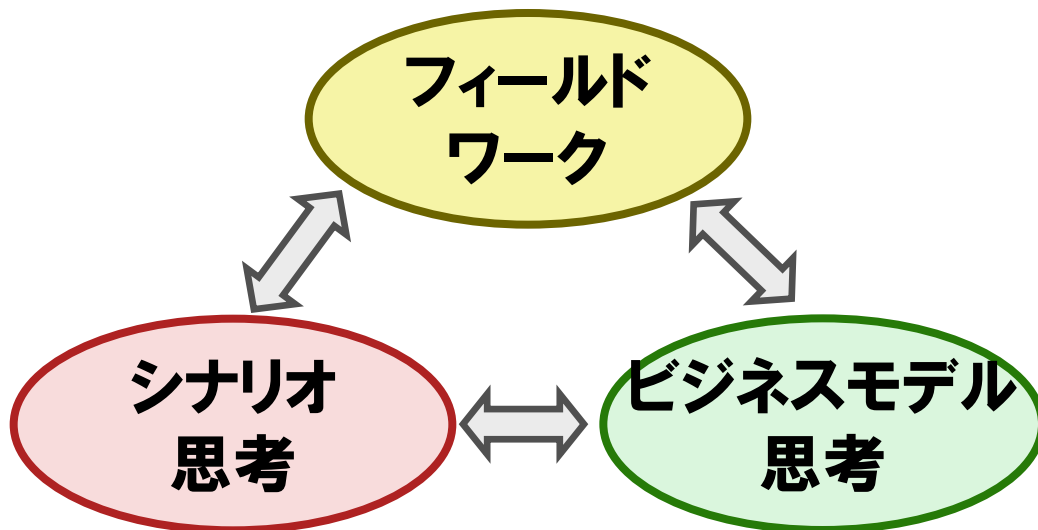 フィールド
ワーク
シナリオ
思考
ビジネスモデル
思考